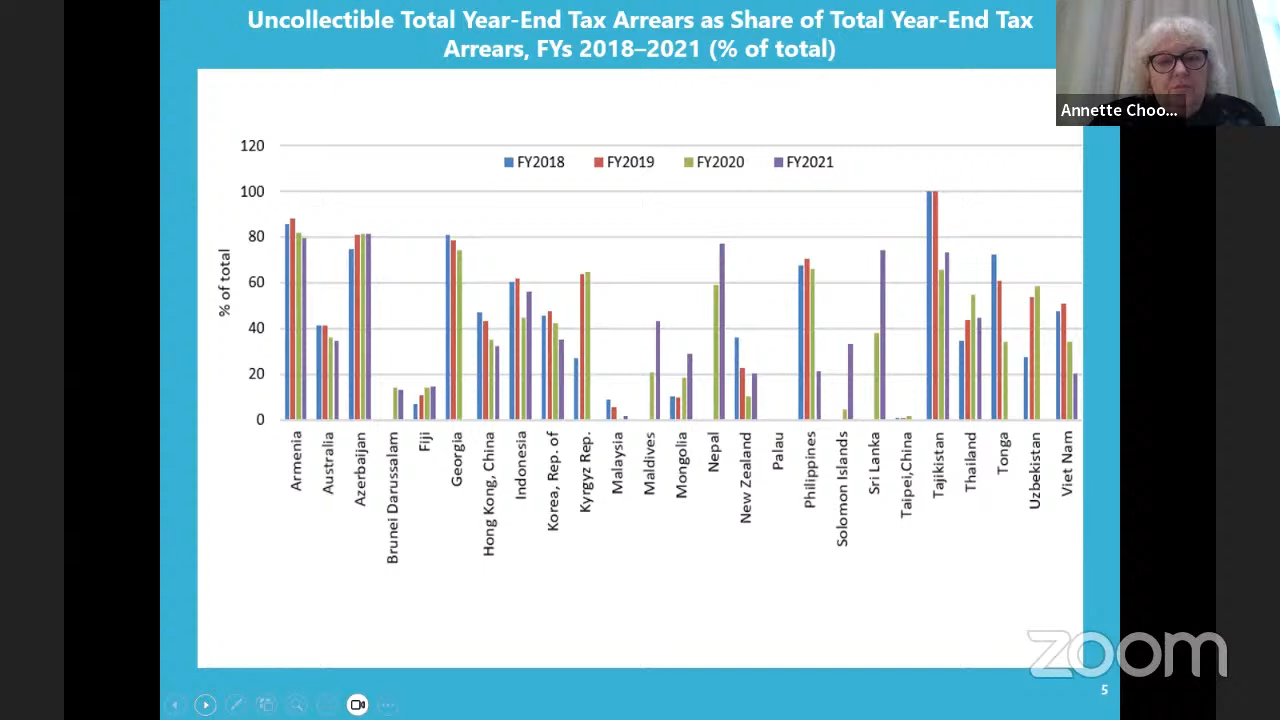 Uncollectible Total Year-End Tax Arrears as Share of Total Year-End Tax
Arrears, FYs 2018–2021 (% of total)
Annette Choo...
120
FY2018 FY2019 FY2020 FY2021
100
80
60
40
20
0
% of total
Armenia
Australia
Azerbaijan
Brunei Darussalam
Fiji
Georgia
Hong Kong, China
Indonesia
Korea, Rep. of
Kyrgyz Rep.
Malaysia
Maldives
Mongolia
Nepal
New Zealand
Palau
Philippines
Solomon Islands
Sri Lanka
Taipei,China
Tajikistan
Thailand
Tonga
Uzbekistan
Viet Nam
zoom
5